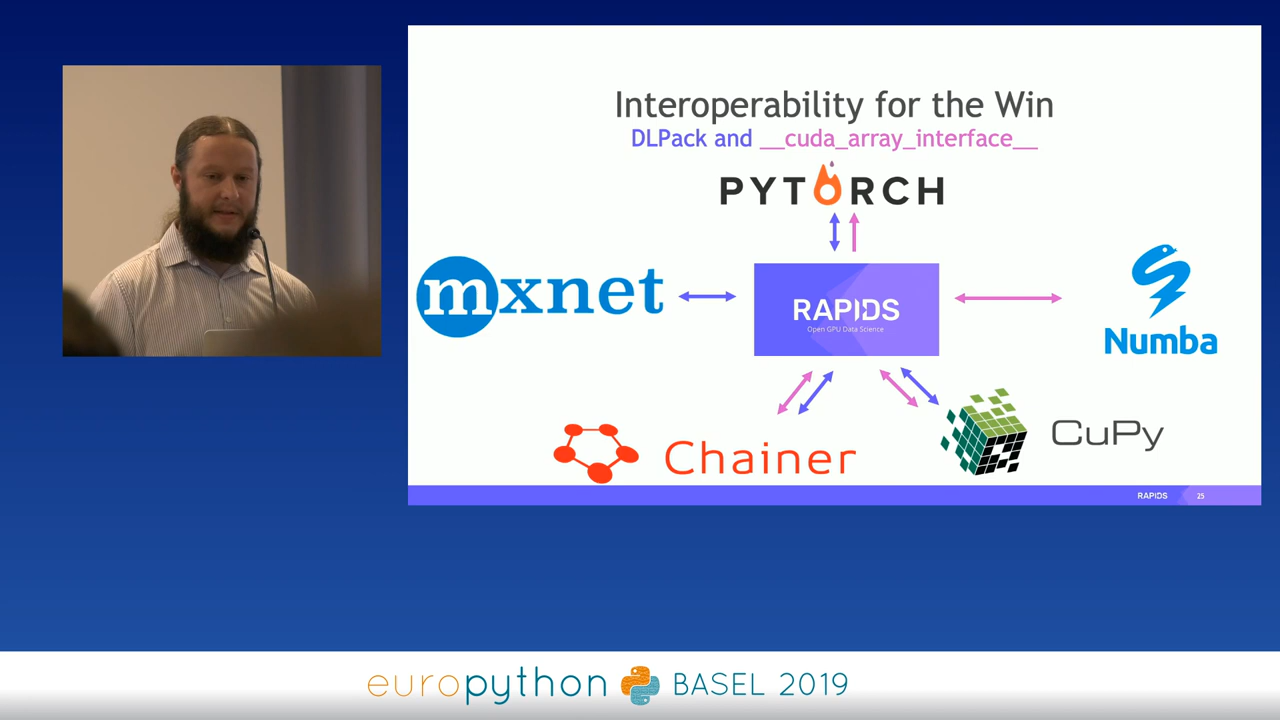 Interoperability for the Win
DLPack and __cuda_array_interface__
PYTORCH
mxnet
RAPIDS
Open GPU Data Science
Numba
Chainer
CuPy
RAPIDS 25
europython BASEL 2019